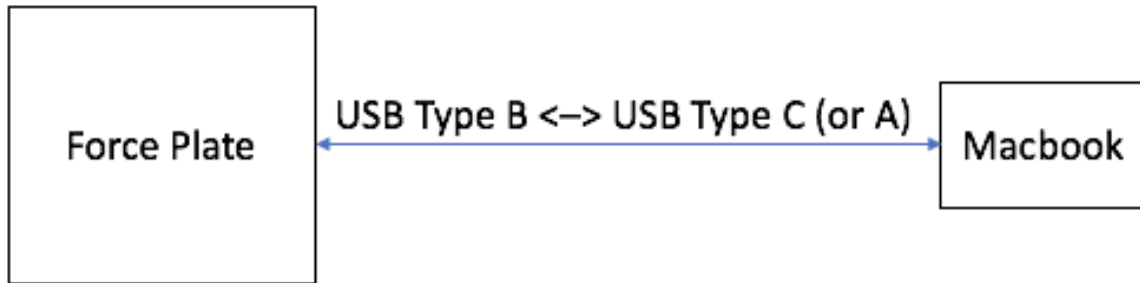 USB Type B <–> USB Type C (or A)
Force Plate
Macbook